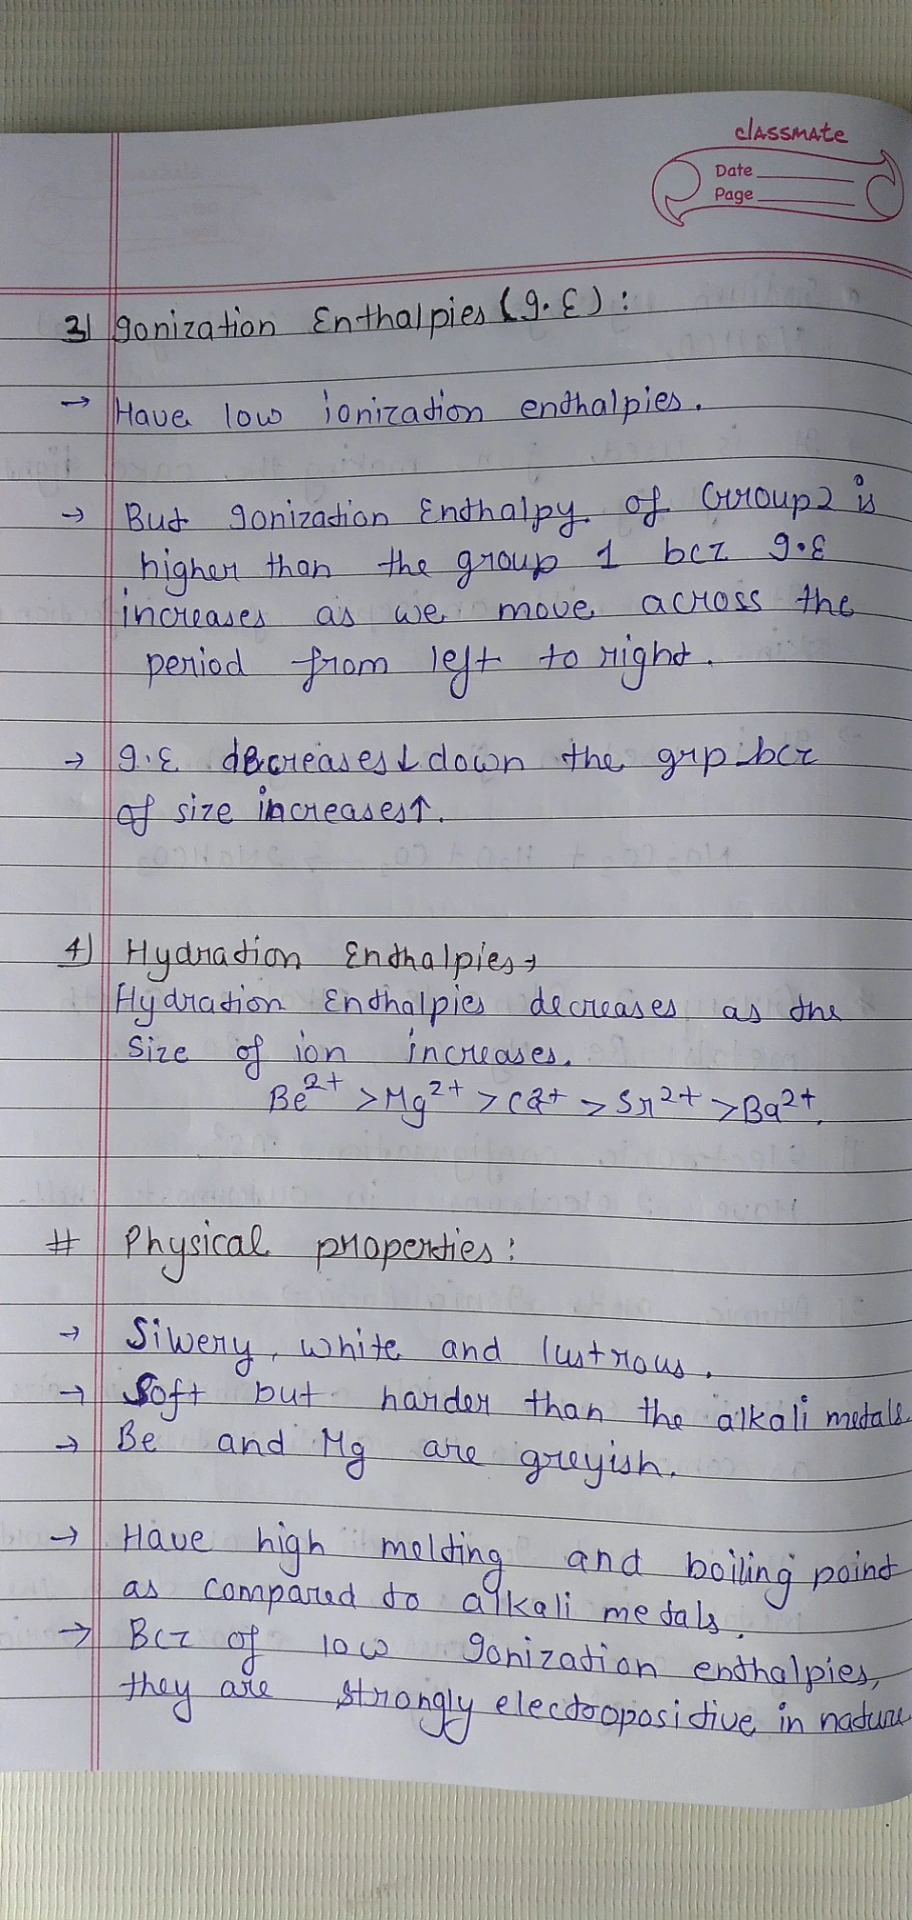 classmate
Date
Page
3) Ionization Enthalpies (I.E):
→ Have low ionization enthalpies.
→ But Ionization Enthalpy of Group 2 is
higher than the group 1 bcz I.E
increases as we move across the
period from left to right.
→ I.E decreases↓ down the grp bcz
of size increases↑.
4) Hydration Enthalpies→
Hydration Enthalpies decreases as the
Size of ion increases.
Be2+ > Mg2+ > Ca2+ > Sr2+ > Ba2+.
# Physical properties:
→ Silvery, white and lustrous.
→ Soft but harder than the alkali metals
→ Be and Mg are greyish.
→ Have high melting and boiling point
as compared to alkali metals.
→ Bcz of low Ionization enthalpies,
they are strongly electropositive in nature